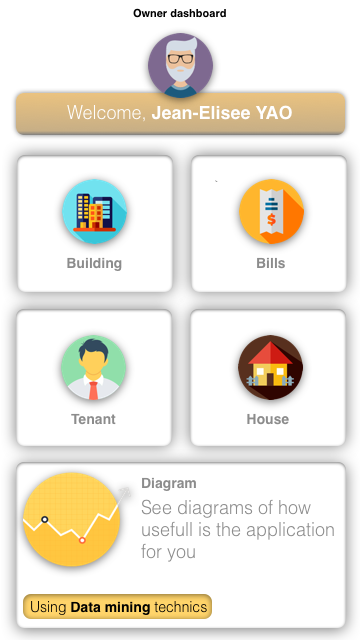 Owner dashboard
Welcome, Jean-Elisee YAO
Building
Bills
$
Tenant
House
Diagram
See diagrams of how
usefull is the application
for you
Using Data mining technics